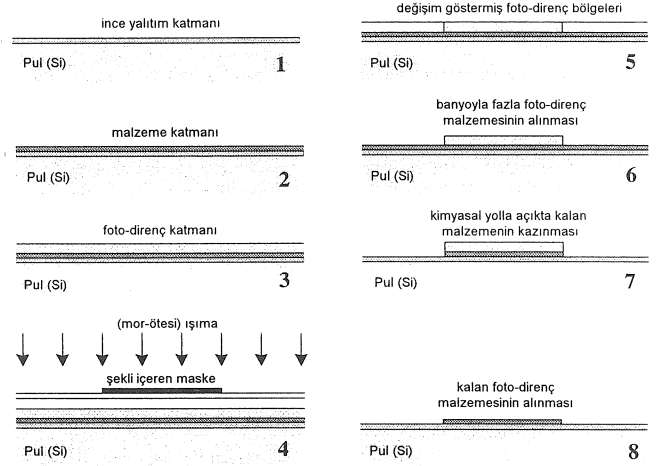 ince yalıtım katmanı
Pul (Si)
1
malzeme katmanı
Pul (Si)
2
foto-direnç katmanı
Pul (Si)
3
(mor-ötesi) ışıma
şekli içeren maske
Pul (Si)
4
değişim göstermiş foto-direnç bölgeleri
Pul (Si)
5
banyoyla fazla foto-direnç
malzemesinin alınması
Pul (Si)
6
kimyasal yolla açıkta kalan
malzemenin kazınması
Pul (Si)
7
kalan foto-direnç
malzemesinin alınması
Pul (Si)
8